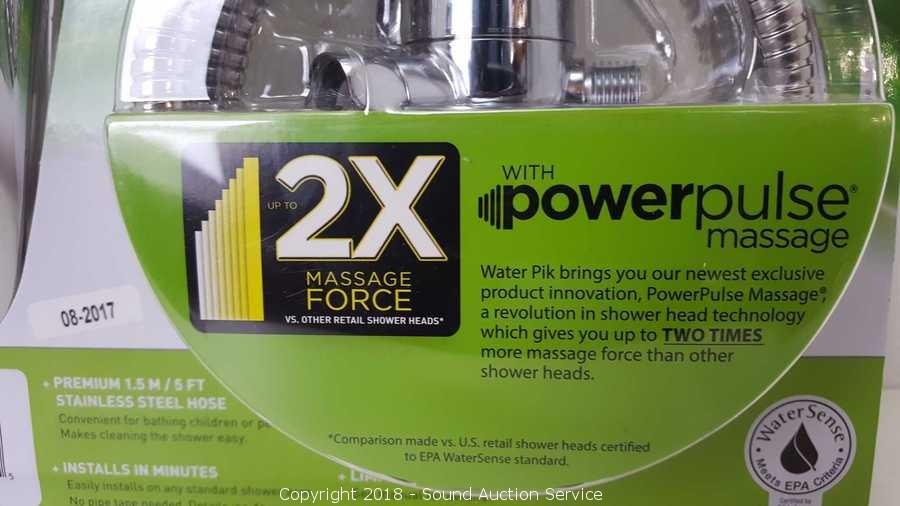 UP TO
2X
MASSAGE
FORCE
VS. OTHER RETAIL SHOWER HEADS*
WITH
powerpulse®
massage
Water Pik brings you our newest exclusive
product innovation, PowerPulse Massage®,
a revolution in shower head technology
which gives you up to TWO TIMES
more massage force than other
shower heads.
08-2017
+ PREMIUM 1.5 M / 5 FT
STAINLESS STEEL HOSE
Convenient for bathing children or
Makes cleaning the shower easy.
+ INSTALLS IN MINUTES
Easily installs on any standard shower
No pipe tape needed.
*Comparison made vs. U.S. retail shower heads certified
to EPA WaterSense standard.
WaterSense
Meets EPA Criteria
Certified by
5
Copyright 2018 - Sound Auction Service